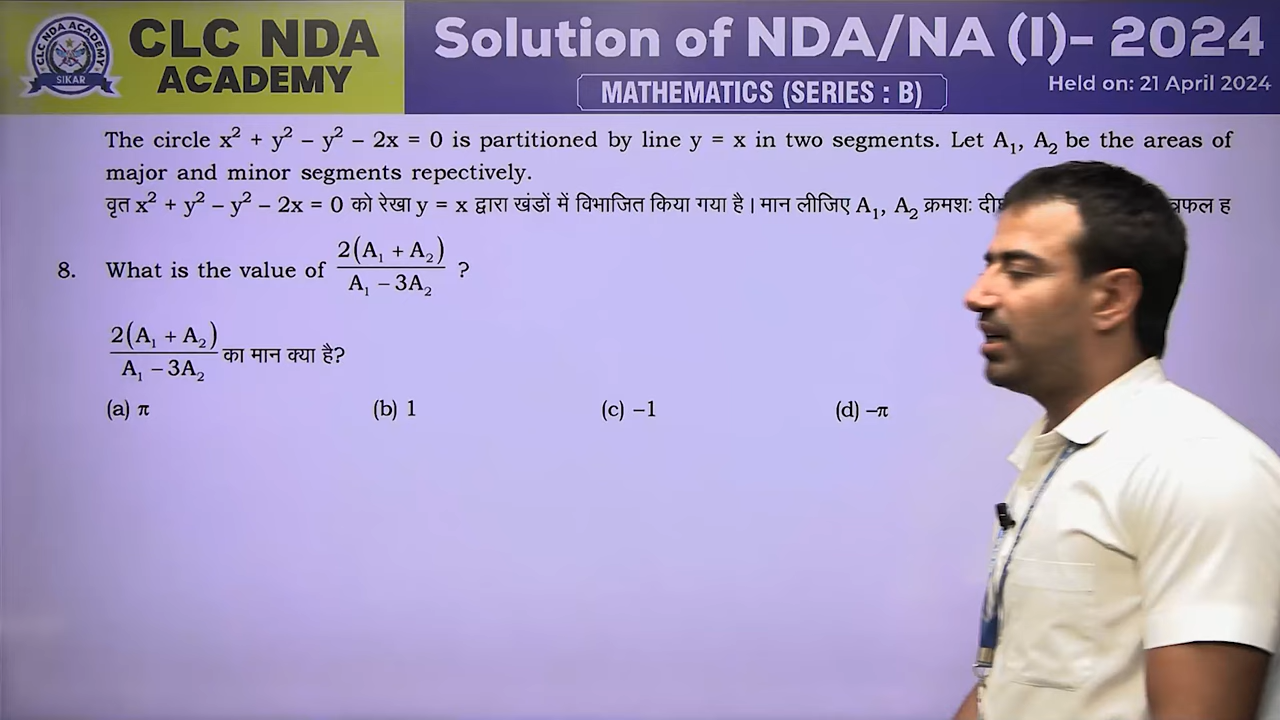 CLC NDA ACADEMY
SIKAR
CLC NDA
ACADEMY
Solution of NDA/NA (I)- 2024
MATHEMATICS (SERIES : B)
Held on: 21 April 2024
The circle x² + y² – y² – 2x = 0 is partitioned by line y = x in two segments. Let A₁, A₂ be the areas of
major and minor segments repectively.
वृत x² + y² – y² – 2x = 0 को रेखा y = x द्वारा खंडों में विभाजित किया गया है। मान लीजिए A₁, A₂ क्रमशः
8. What is the value of 2(A₁ + A₂) / A₁ – 3A₂ ?
2(A₁ + A₂) / A₁ – 3A₂ का मान क्या है?
(a) π (b) 1 (c) –1 (d) –π